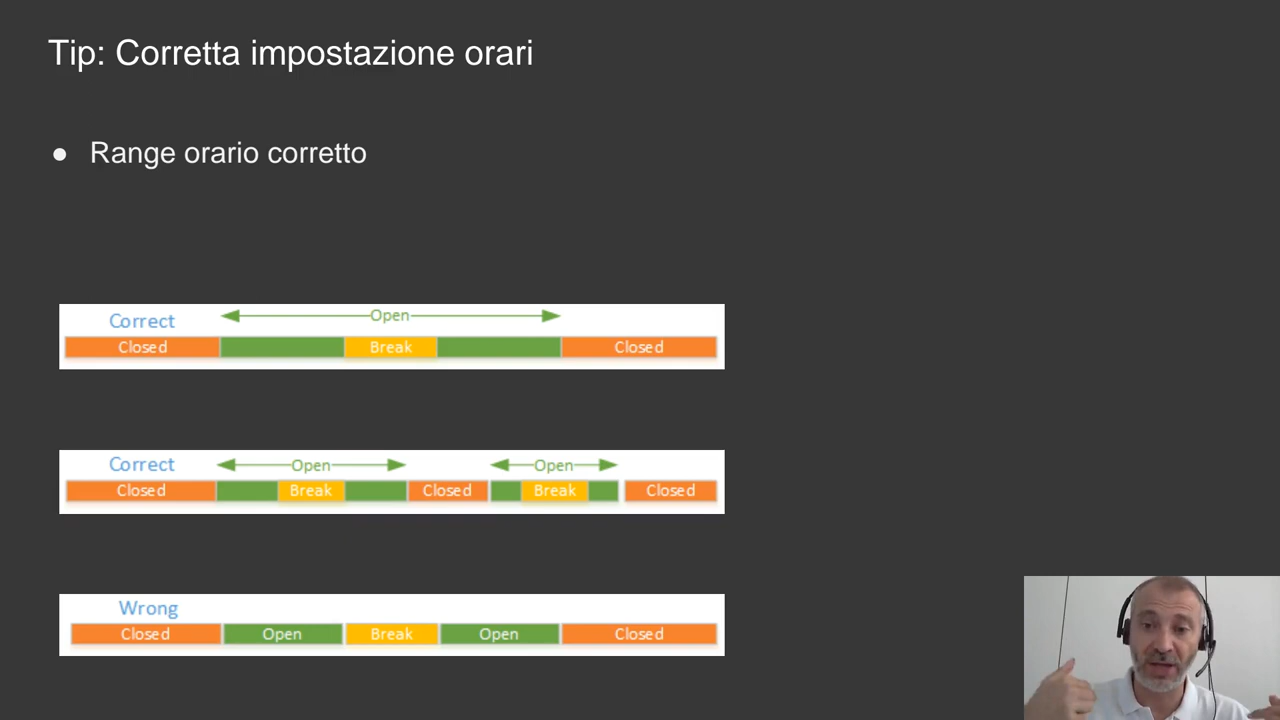 Tip: Corretta impostazione orari
● Range orario corretto
Correct
Open
Closed Break Closed
Correct
Open Open
Closed Break Closed Break Closed
Wrong
Closed Open Break Open Closed